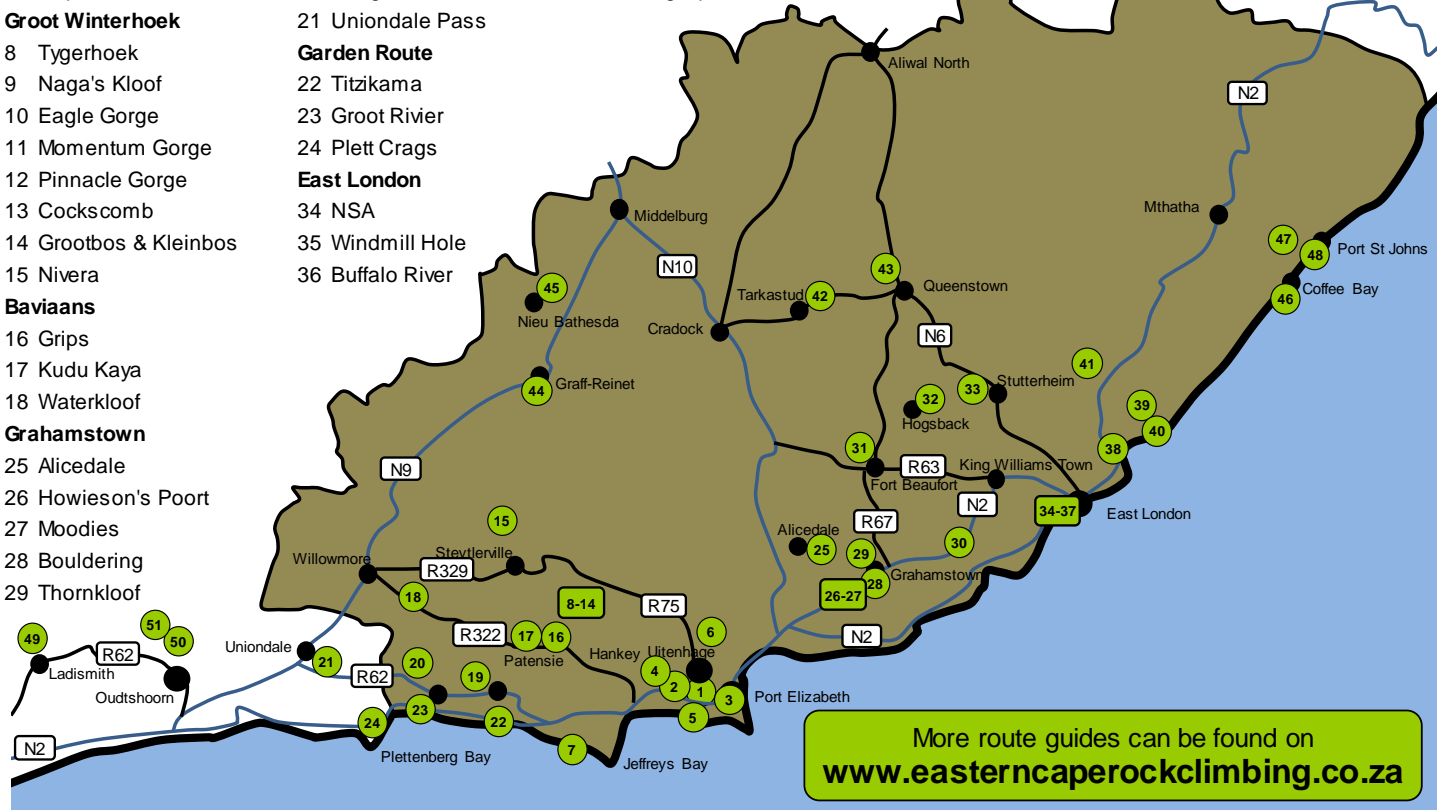 Groot Winterhoek
8 Tygerhoek
9 Naga's Kloof
10 Eagle Gorge
11 Momentum Gorge
12 Pinnacle Gorge
13 Cockscomb
14 Grootbos & Kleinbos
15 Nivera
Baviaans
16 Grips
17 Kudu Kaya
18 Waterkloof
Grahamstown
25 Alicedale
26 Howieson's Poort
27 Moodies
28 Bouldering
29 Thornkloof
21 Uniondale Pass
Garden Route
22 Titzikama
23 Groot Rivier
24 Plett Crags
East London
34 NSA
35 Windmill Hole
36 Buffalo River
Aliwal North
N2
Middelburg
Mthatha
47
48
Port St Johns
N10
43
45
Tarkastud
42
Queenstown
Coffee Bay
46
Nieu Bathesda
Cradock
N6
41
44
Graff-Reinet
33
Stutterheim
32
Hogsback
39
40
38
31
N9
R63
King Williams Town
Fort Beaufort
N2
34-37
East London
15
R67
Alicedale
25
29
30
Steytlerville
Willowmore
R329
28
Grahamstown
18
8-14
R75
26-27
49
51
50
R62
Ladismith
Oudtshoorn
Uniondale
21
R322
17
16
Patensie
6
Hankey
Uitenhage
N2
R62
20
19
4
2
1
3
Port Elizabeth
23
22
5
24
7
N2
Plettenberg Bay
Jeffreys Bay
More route guides can be found on
www.easterncaperockclimbing.co.za